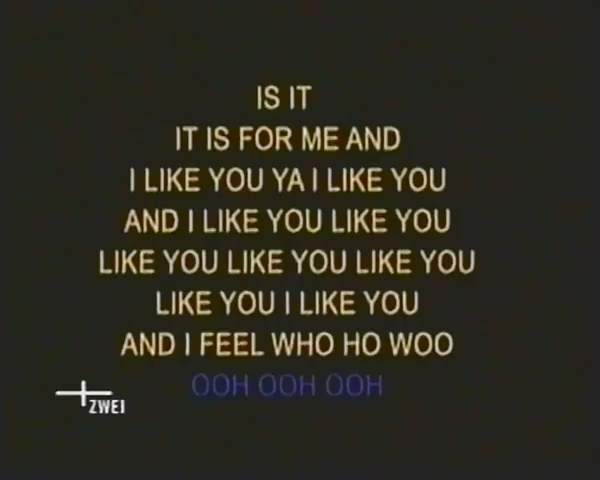 IS IT
IT IS FOR ME AND
I LIKE YOU YA I LIKE YOU
AND I LIKE YOU LIKE YOU
LIKE YOU LIKE YOU LIKE YOU
LIKE YOU I LIKE YOU
AND I FEEL WHO HO WOO
OOH OOH OOH
ZWEI